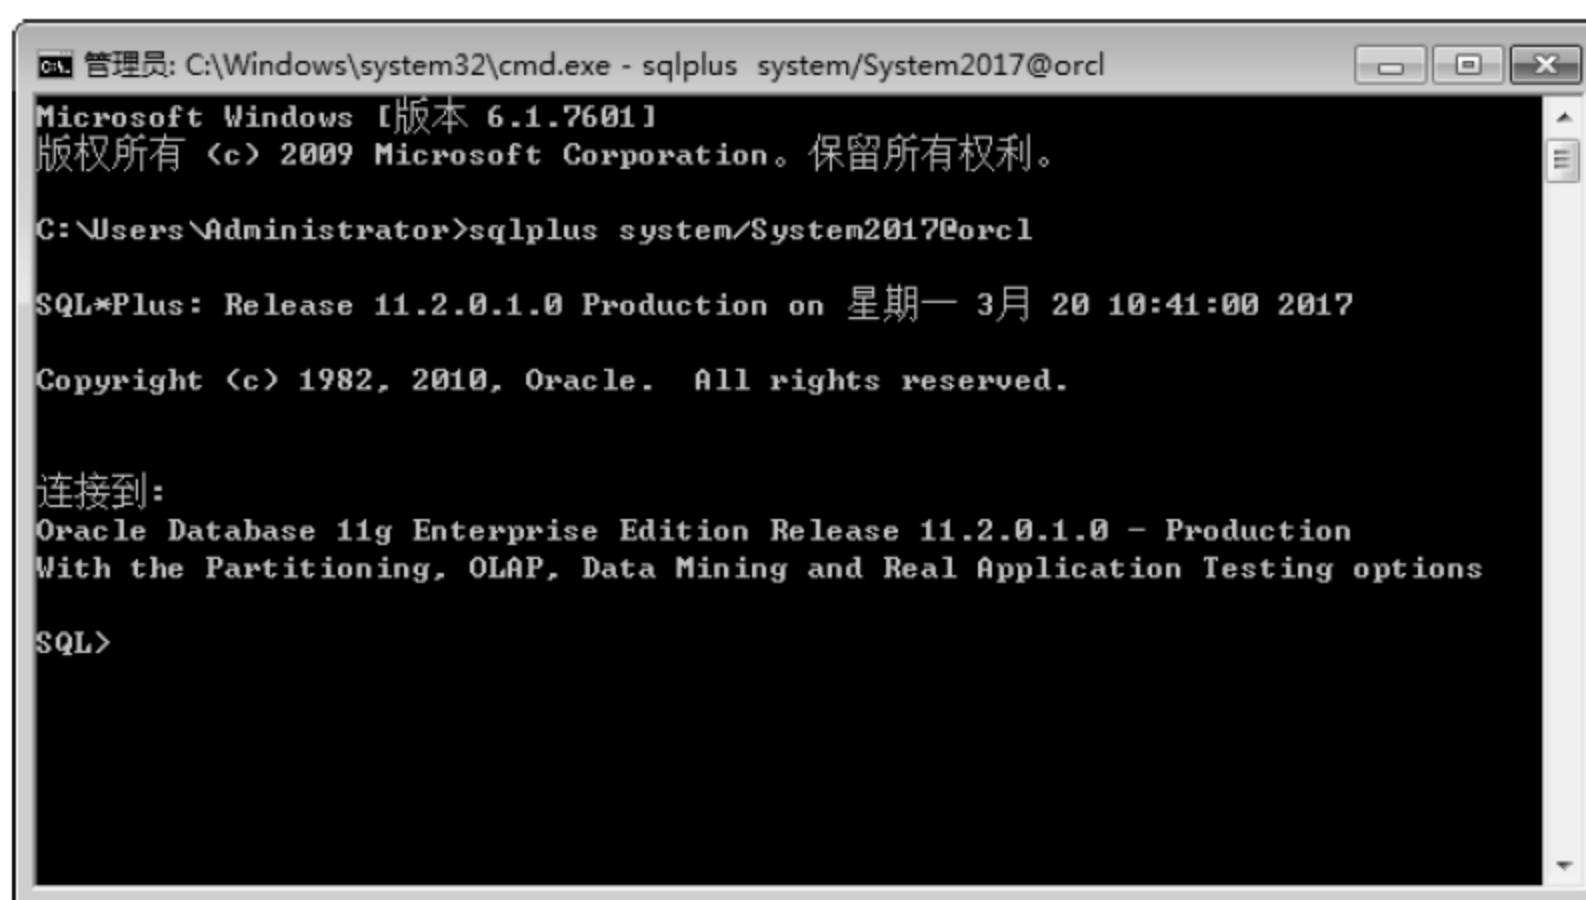 管理员: C:\Windows\system32\cmd.exe - sqlplus  system/System2017@orcl
Microsoft Windows [版本 6.1.7601]
版权所有 (c) 2009 Microsoft Corporation。保留所有权利。
C:\Users\Administrator>sqlplus system/System2017@orcl
SQL*Plus: Release 11.2.0.1.0 Production on 星期一 3月 20 10:41:00 2017
Copyright (c) 1982, 2010, Oracle.  All rights reserved.
连接到:
Oracle Database 11g Enterprise Edition Release 11.2.0.1.0 - Production
With the Partitioning, OLAP, Data Mining and Real Application Testing options
SQL>